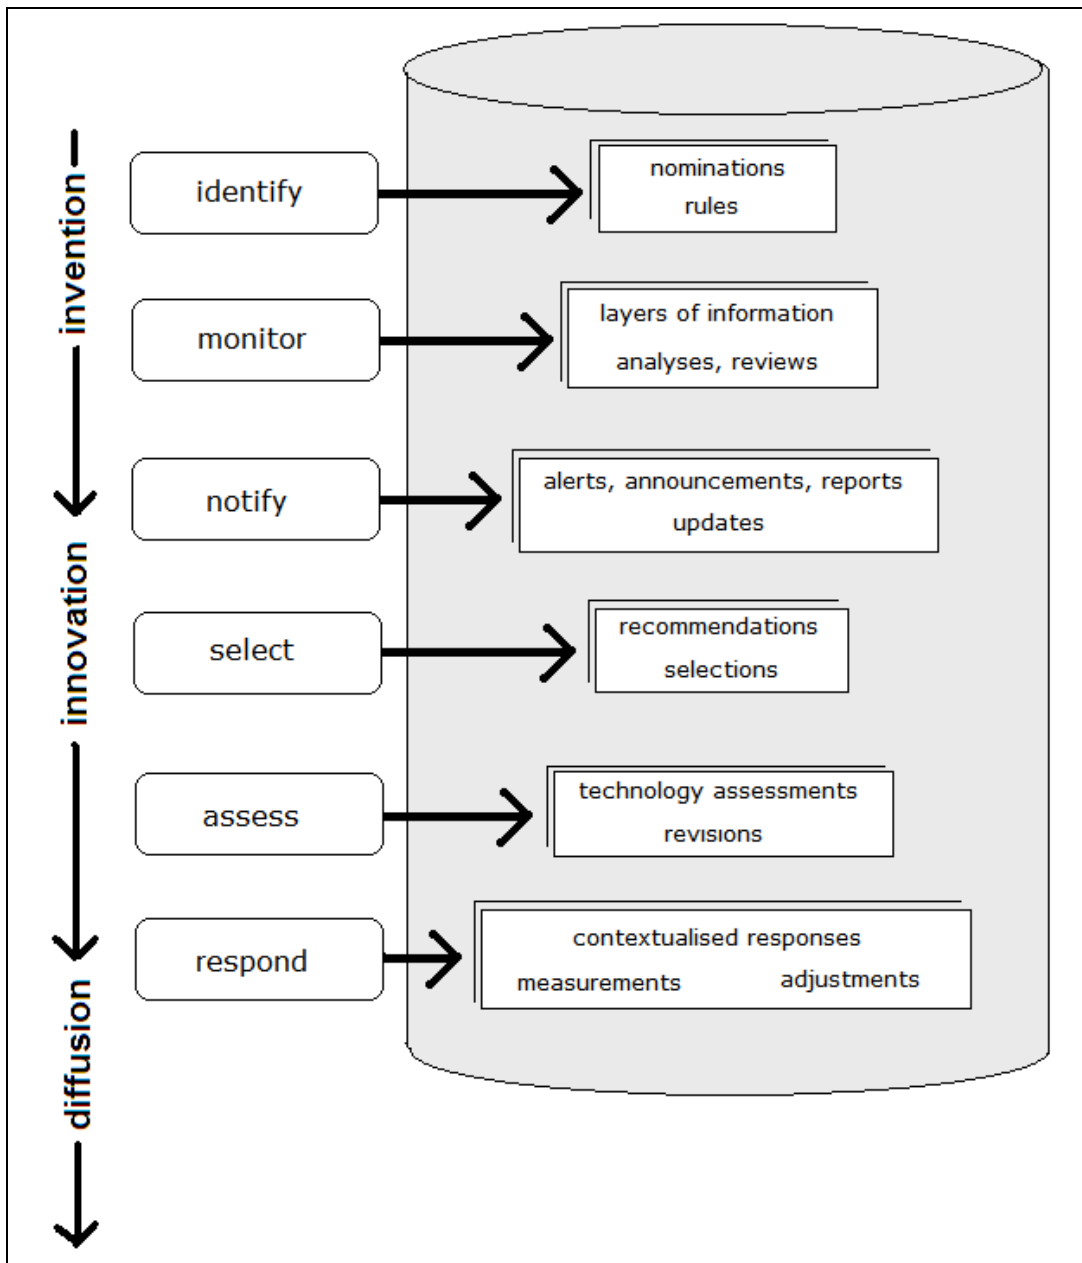 invention
innovation
diffusion
identify
nominations
rules
monitor
layers of information
analyses, reviews
notify
alerts, announcements, reports
updates
select
recommendations
selections
assess
technology assessments
revisions
respond
contextualised responses
measurements
adjustments